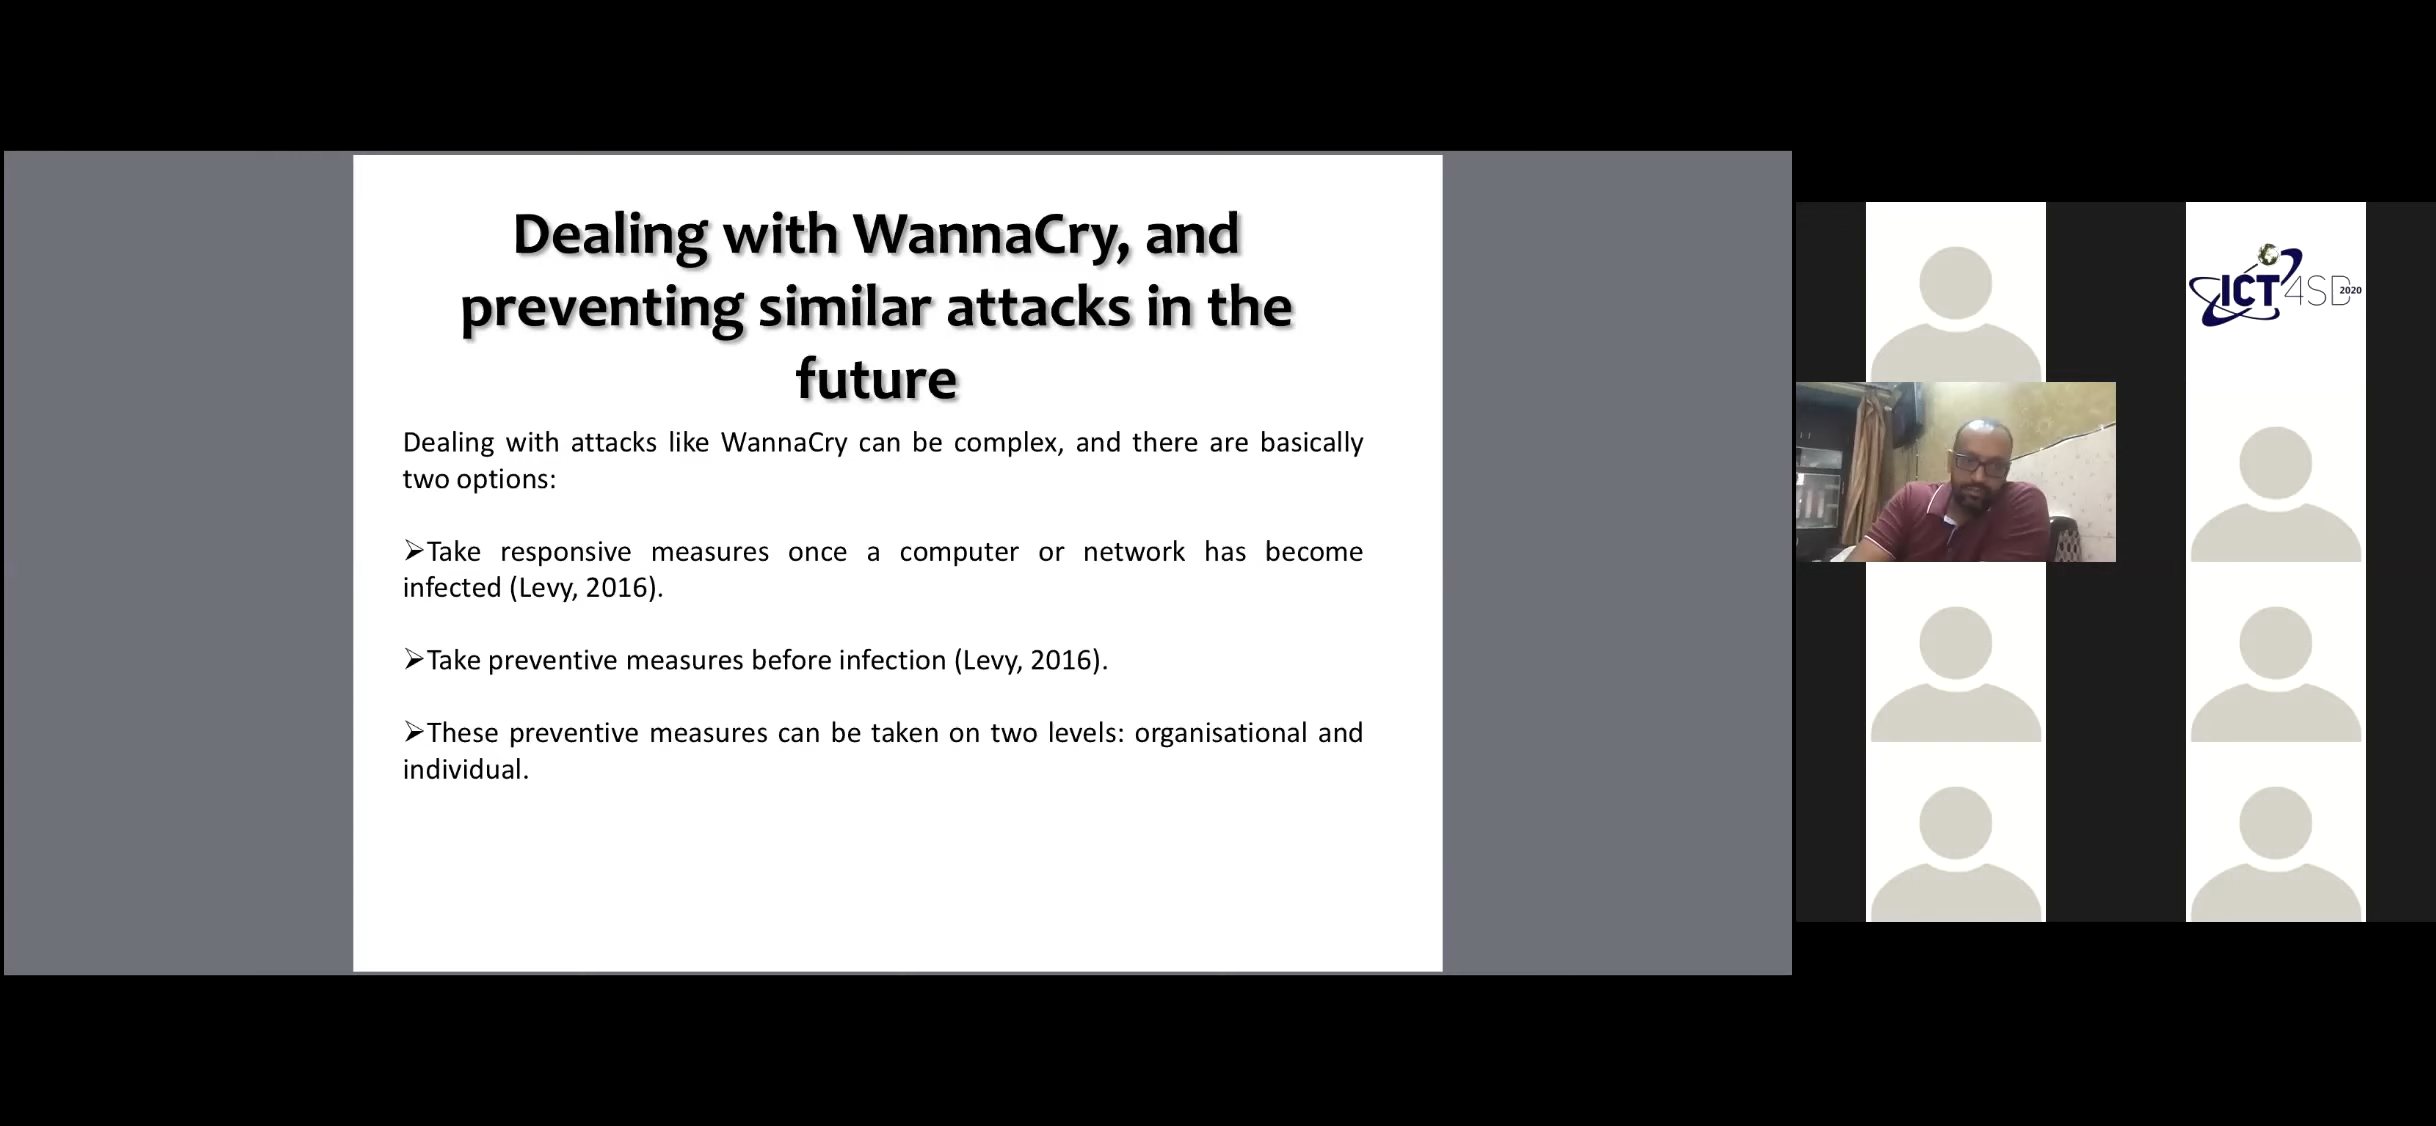 Dealing with WannaCry, and
preventing similar attacks in the
future
Dealing with attacks like WannaCry can be complex, and there are basically
two options:
➢Take responsive measures once a computer or network has become
infected (Levy, 2016).
➢Take preventive measures before infection (Levy, 2016).
➢These preventive measures can be taken on two levels: organisational and
individual.
ICT4SD 2020